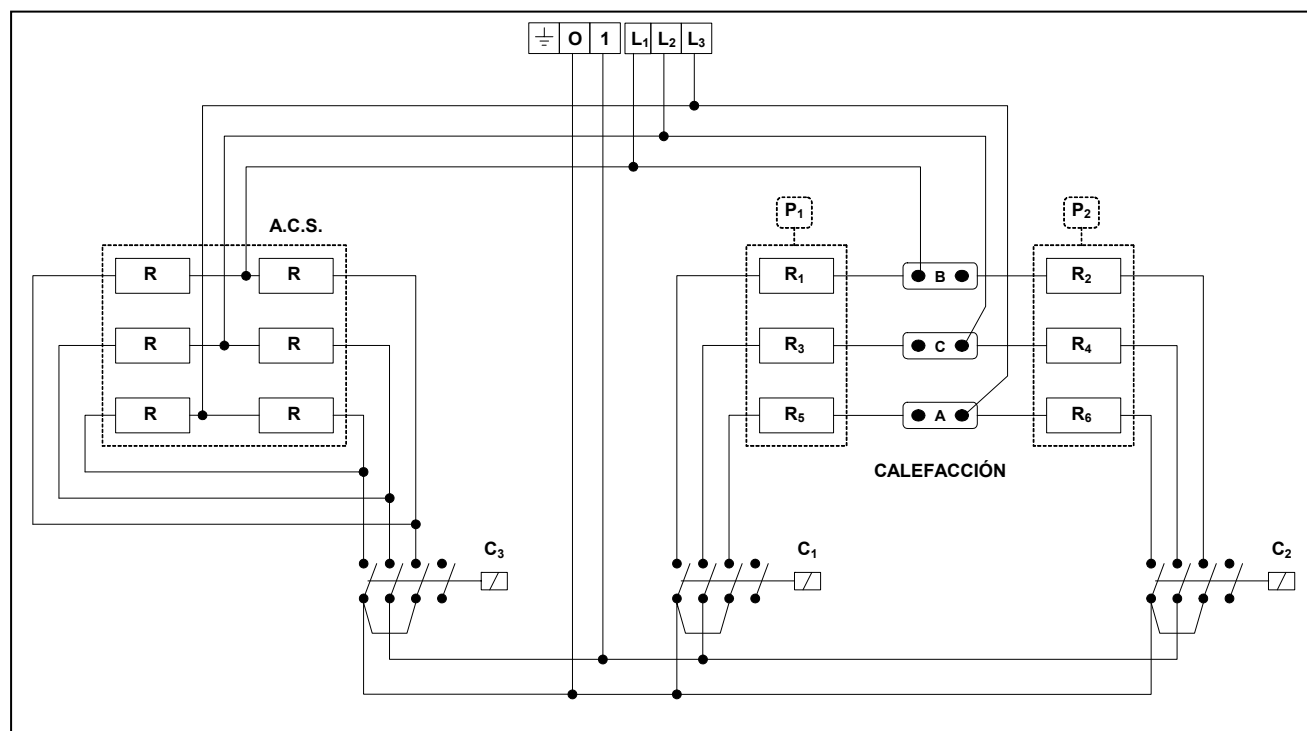 O 1 L₁ L₂ L₃
P₁ P₂
A.C.S.
R R R₁ B R₂
R R R₃ C R₄
R R R₅ A R₆
CALEFACCIÓN
C₃ C₁ C₂